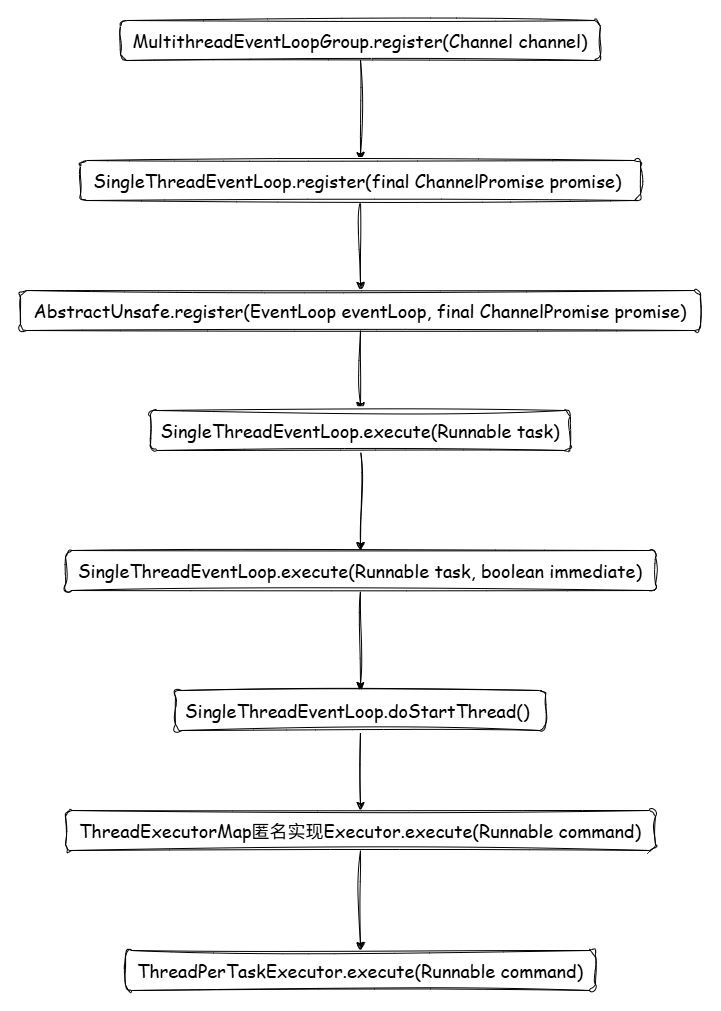 MultithreadEventLoopGroup.register(Channel channel)
SingleThreadEventLoop.register(final ChannelPromise promise)
AbstractUnsafe.register(EventLoop eventLoop, final ChannelPromise promise)
SingleThreadEventLoop.execute(Runnable task)
SingleThreadEventLoop.execute(Runnable task, boolean immediate)
SingleThreadEventLoop.doStartThread()
ThreadExecutorMap匿名实现Executor.execute(Runnable command)
ThreadPerTaskExecutor.execute(Runnable command)